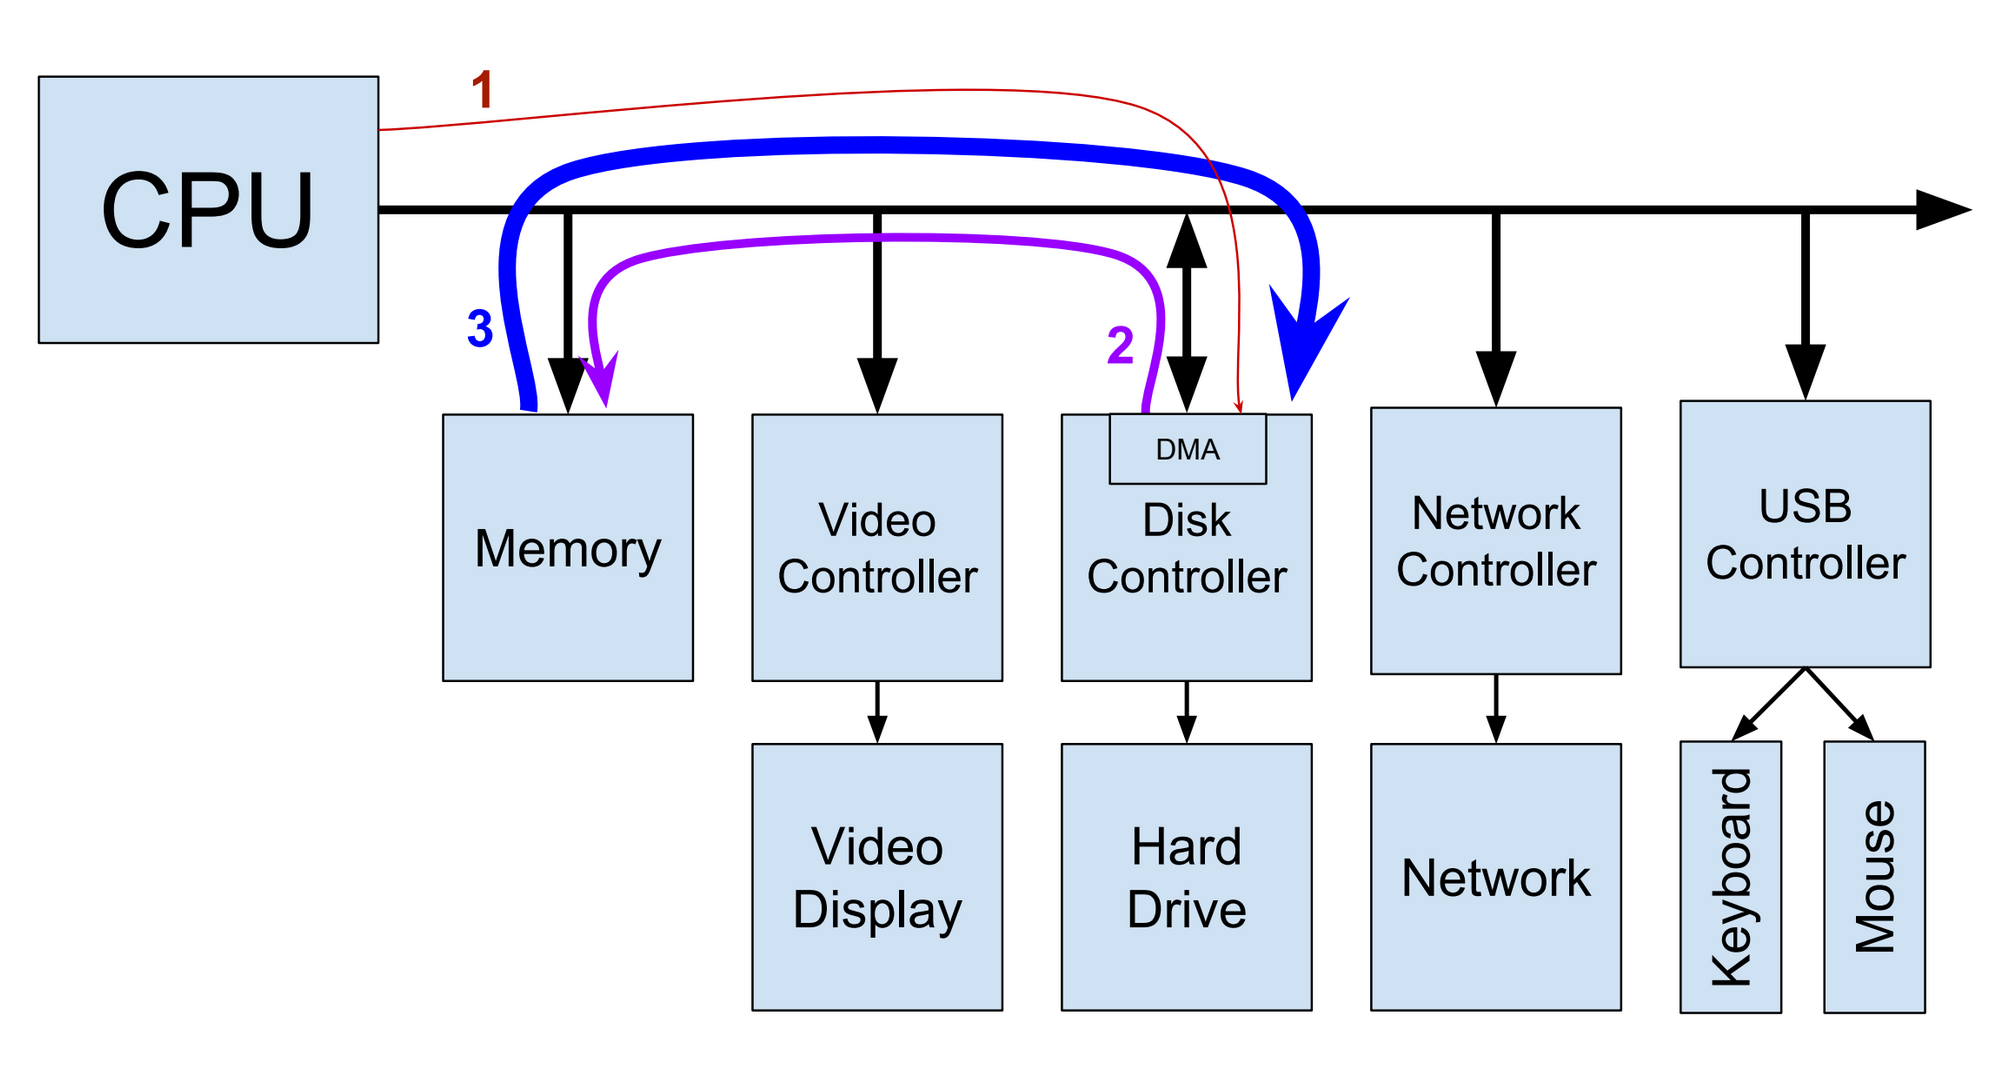 1
CPU
3
2
DMA
Memory
Video
Controller
Disk
Controller
Network
Controller
USB
Controller
Video
Display
Hard
Drive
Network
Keyboard
Mouse